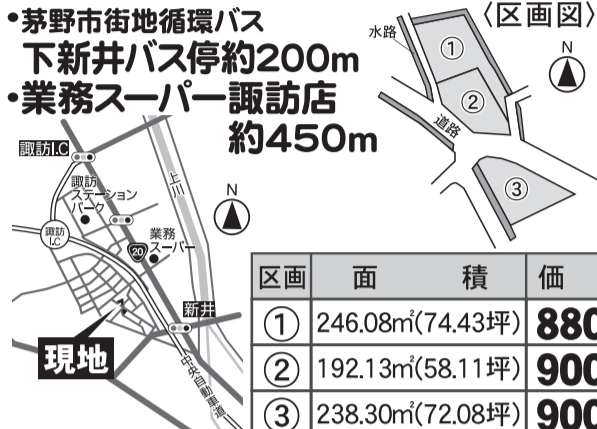 •茅野市街地循環バス
下新井バス停約200m
•業務スーパー諏訪店
約450m
〈区画図〉
水路
①
②
道路
③
N
諏訪I.C
諏訪
ステーション
パーク
上川
N
諏訪
I.C
20
業務
スーパー
新井
現地
中央自動車道
区画 面積 価
① 246.08㎡(74.43坪) 880
② 192.13㎡(58.11坪) 900
③ 238.30㎡(72.08坪) 900